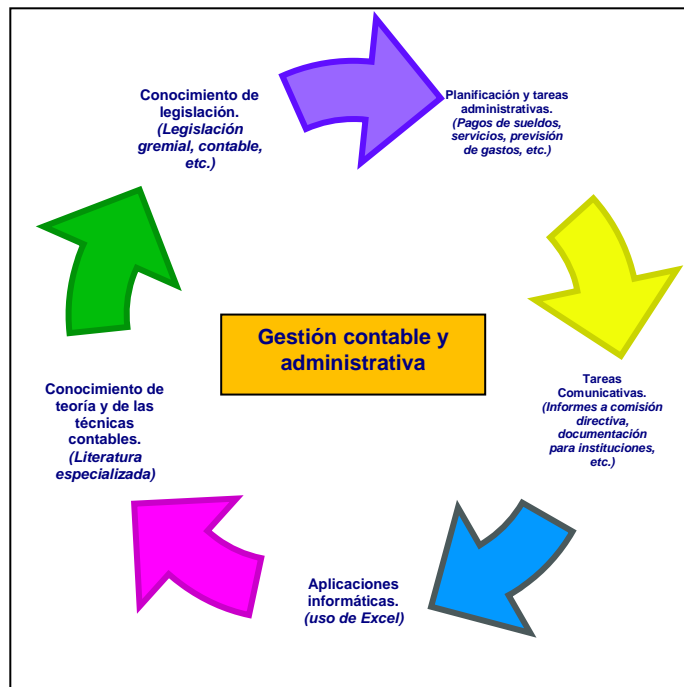 Conocimiento de
legislación.
(Legislación
gremial, contable,
etc.)
Planificación y tareas
administrativas.
(Pagos de sueldos,
servicios, previsión
de gastos, etc.)
Gestión contable y
administrativa
Conocimiento de
teoría y de las
técnicas
contables.
(Literatura
especializada)
Tareas
Comunicativas.
(Informes a comisión
directiva,
documentación
para instituciones,
etc.)
Aplicaciones
informáticas.
(uso de Excel)